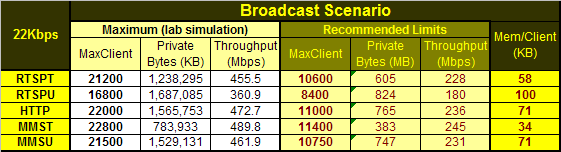 22Kbps
Broadcast Scenario
Maximum (lab simulation) Recommended Limits Mem/Client (KB)
MaxClient Private Bytes (KB) Throughput (Mbps) MaxClient Private Bytes (MB) Throughput (Mbps)
RTSPT 21200 1,238,295 455.5 10600 605 228 58
RTSPU 16800 1,687,085 360.9 8400 824 180 100
HTTP 22000 1,565,753 472.7 11000 765 236 71
MMST 22800 783,933 489.8 11400 383 245 34
MMSU 21500 1,529,131 461.9 10750 747 231 71